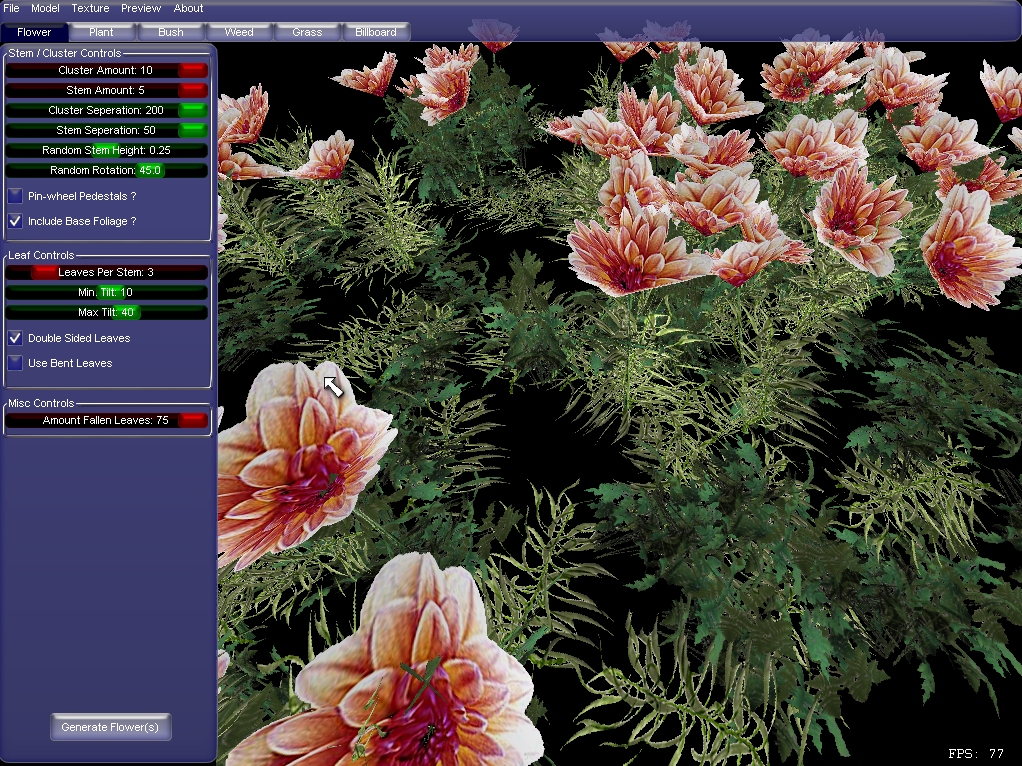 File Model Texture Preview About
Flower Plant Bush Weed Grass Billboard
Stem / Cluster Controls
Cluster Amount: 10
Stem Amount: 5
Cluster Seperation: 200
Stem Seperation: 50
Random Stem Height: 0.25
Random Rotation: 45.0
Pin-wheel Pedestals ?
Include Base Foliage ?
Leaf Controls
Leaves Per Stem: 3
Min. Tilt: 10
Max Tilt: 40
Double Sided Leaves
Use Bent Leaves
Misc Controls
Amount Fallen Leaves: 75
Generate Flower(s)
FPS: 77